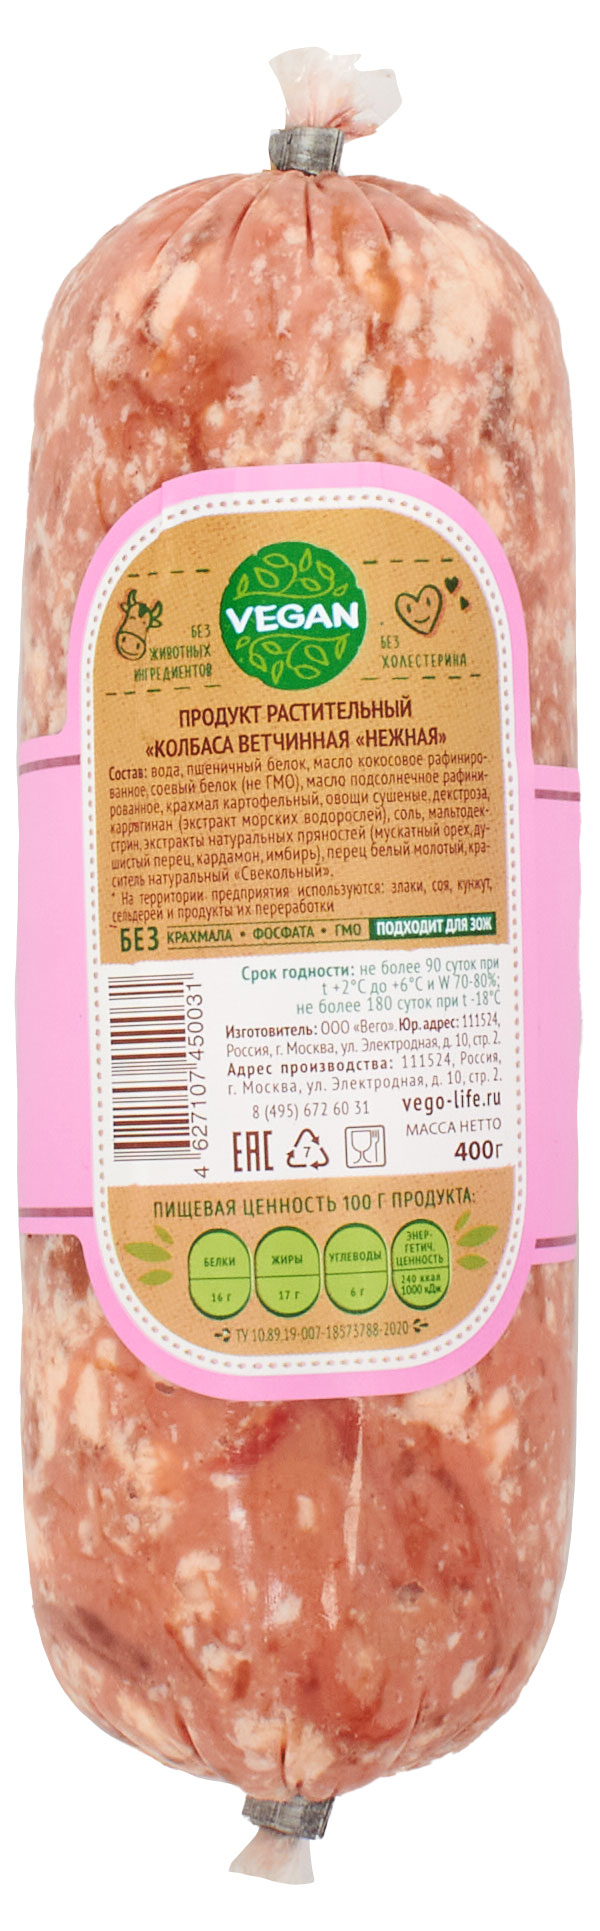 VEGAN
БЕЗ
ЖИВОТНЫХ
ИНГРЕДИЕНТОВ
БЕЗ
ХОЛЕСТЕРИНА
ПРОДУКТ РАСТИТЕЛЬНЫЙ
«КОЛБАСА ВЕТЧИННАЯ «НЕЖНАЯ»
Состав: вода, пшеничный белок, масло кокосовое рафиниро-
ванное, соевый белок (не ГМО), масло подсолнечное рафини-
рованное, крахмал картофельный, овощи сушеные, декстроза,
каррагинан (экстракт морских водорослей), соль, мальтодек-
стрин, экстракты натуральных пряностей (мускатный орех, ду-
шистый перец, кардамон, имбирь), перец белый молотый, кра-
ситель натуральный «Свекольный».
* На территории предприятия используются: злаки, соя, кунжут,
сельдерей и продукты их переработки
БЕЗ КРАХМАЛА • ФОСФАТА • ГМО ПОДХОДИТ ДЛЯ ЗОЖ
Срок годности: не более 90 суток при
t +2°C до +6°C и W 70-80%;
не более 180 суток при t -18°C
Изготовитель: ООО «Вего». Юр. адрес: 111524,
Россия, г. Москва, ул. Электродная, д. 10, стр. 2.
Адрес производства: 111524, Россия,
г. Москва, ул. Электродная, д. 10, стр. 2.
8 (495) 672 60 31 vego-life.ru
МАССА НЕТТО
400г
4 627107 450031
EAC
7
ПИЩЕВАЯ ЦЕННОСТЬ 100 Г ПРОДУКТА:
БЕЛКИ
16 г
ЖИРЫ
17 г
УГЛЕВОДЫ
6 г
ЭНЕР-
ГЕТИЧ.
ЦЕННОСТЬ
240 ккал
1000 кДж
ТУ 10.89.19-007-18573788-2020